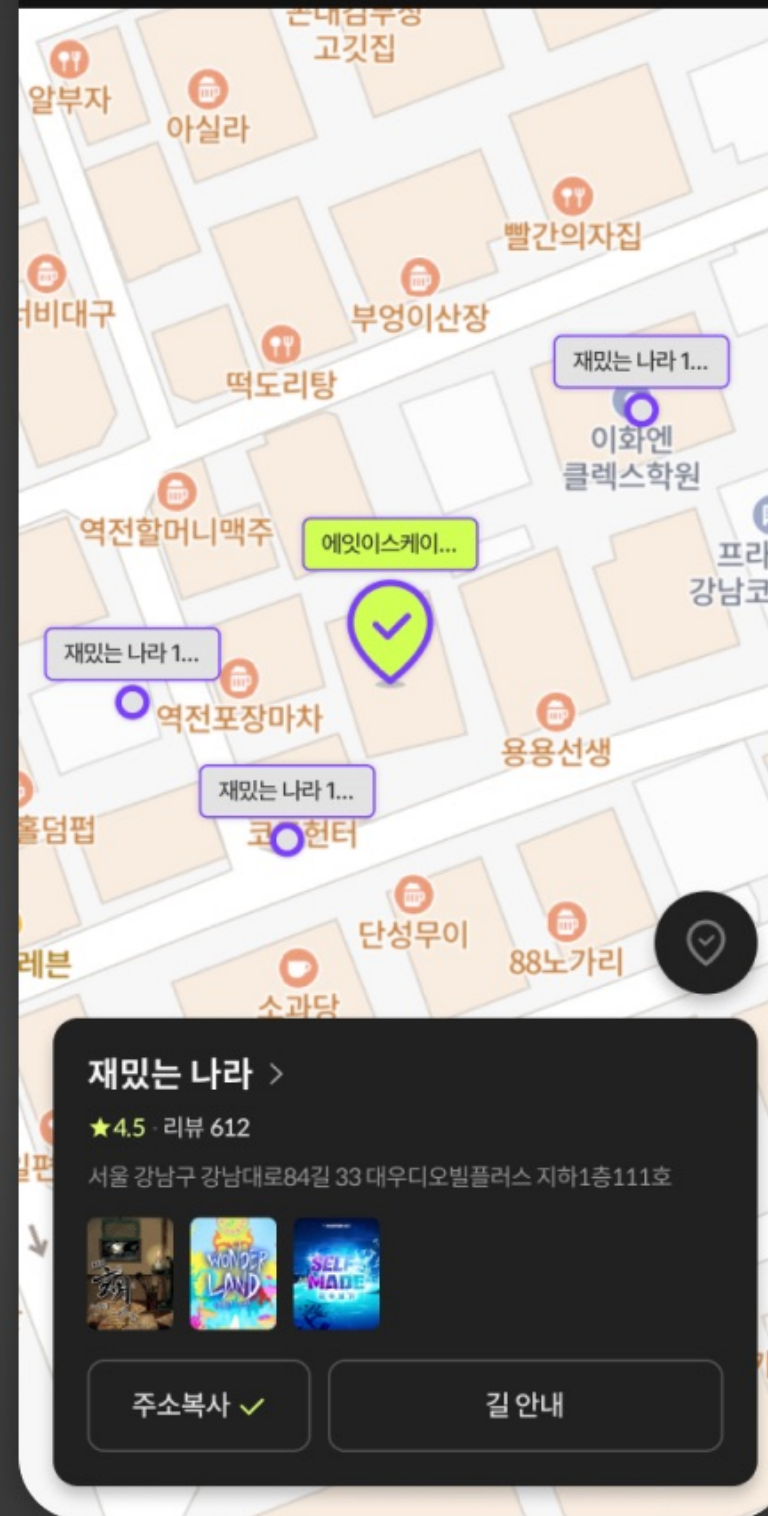 꼰대김부장
고깃집
알부자
아실라
빨간의자집
서비대구
부엉이산장
떡도리탕
재밌는 나라 1...
이화엔
클렉스학원
역전할머니맥주
에잇이스케이...
프라
강남코
재밌는 나라 1...
역전포장마차
용용선생
재밌는 나라 1...
홀덤펍
헌터
단성무이
88노가리
레븐
소과당
재밌는 나라 >
★4.5 · 리뷰 612
서울 강남구 강남대로84길 33 대우디오빌플러스 지하1층111호
WONDER
LAND
SELF
MADE
주소복사 ✓
길 안내